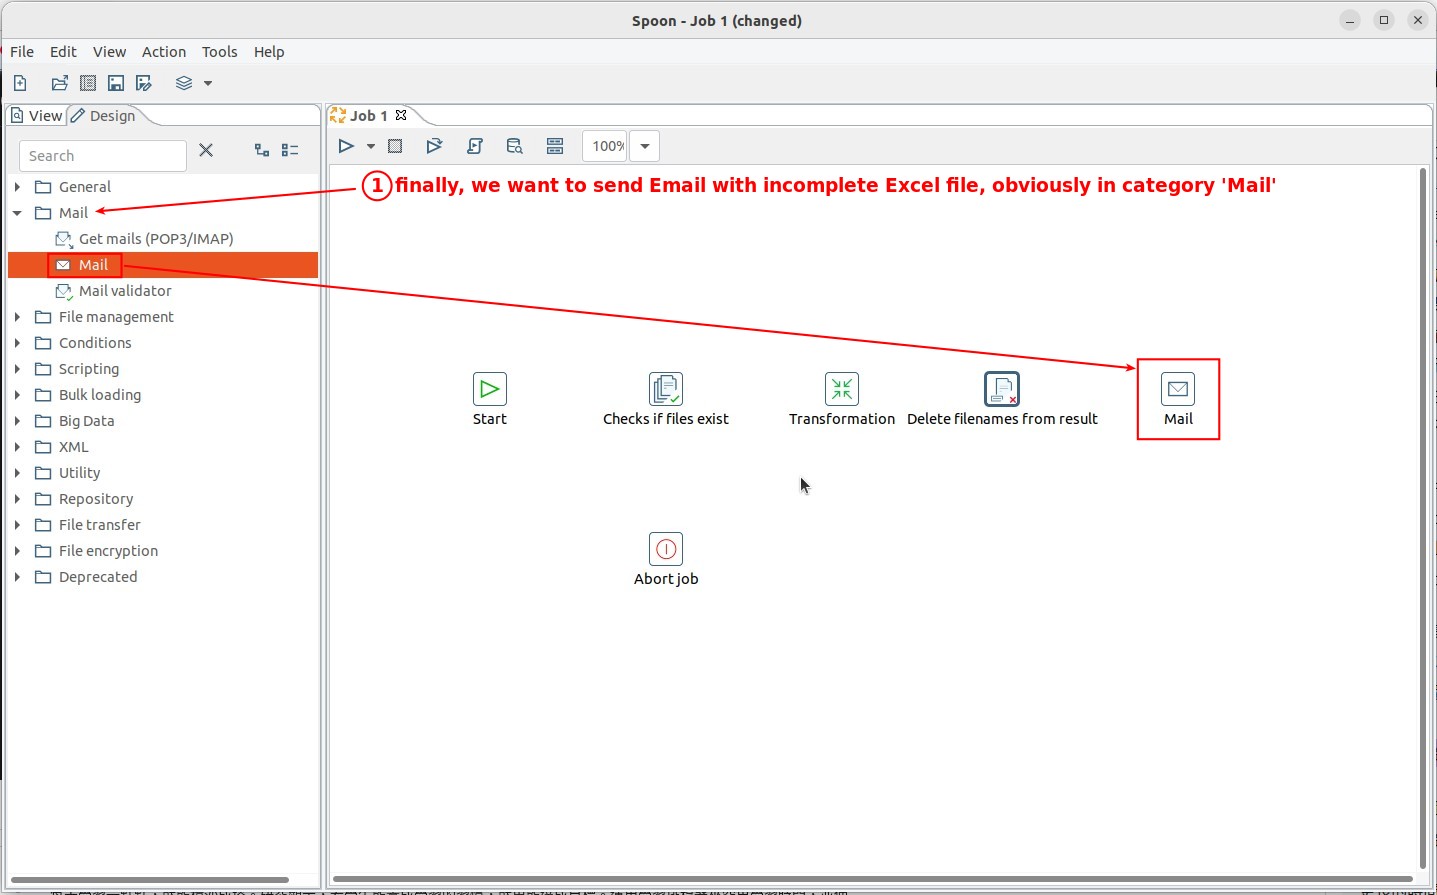 Spoon - Job 1 (changed)
File Edit View Action Tools Help
View Design
Job 1
Search
100%
General
1 finally, we want to send Email with incomplete Excel file, obviously in category 'Mail'
Mail
Get mails (POP3/IMAP)
Mail
Mail validator
File management
Conditions
Scripting
Bulk loading
Big Data
XML
Utility
Repository
File transfer
File encryption
Deprecated
Start
Checks if files exist
Transformation
Delete filenames from result
Mail
Abort job